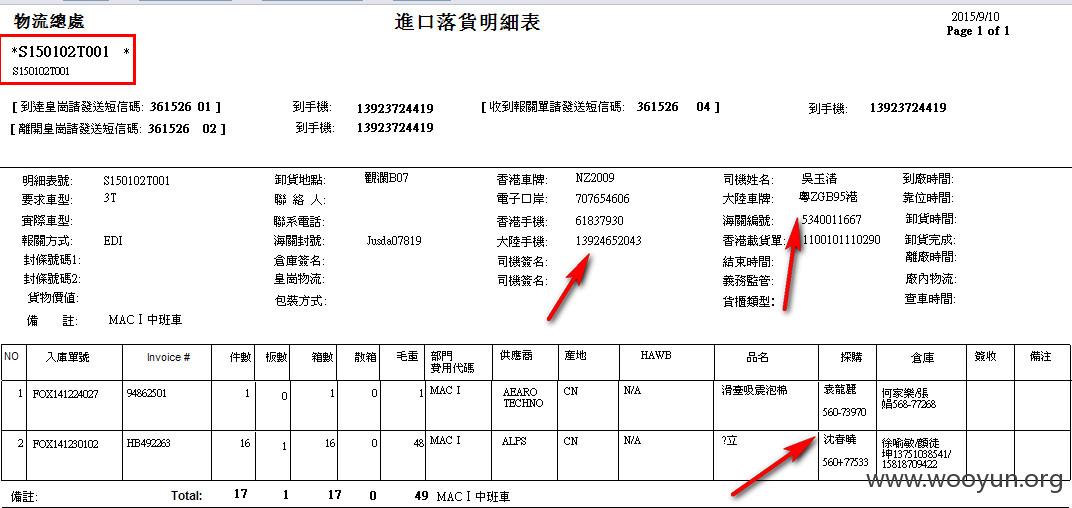 物流總處
進口落貨明細表
2015/9/10
Page 1 of 1
*S150102T001 *
S150102T001
[ 到達皇崗請發送短信碼: 361526 01 ] 到手機: 13923724419 [ 收到報關單請發送短信碼: 361526 04 ] 到手機: 13923724419
[ 離開皇崗請發送短信碼: 361526 02 ] 到手機: 13923724419
明細表號: S150102T001 卸貨地點: 觀瀾B07 香港車牌: NZ2009 司機姓名: 吳玉清 到廠時間:
要求車型: 3T 聯 絡 人: 電子口岸: 707654606 大陸車牌: 粵ZGB95港 靠位時間:
實際車型: 聯系電話: 香港手機: 61837930 海關編號: 5340011667 卸貨時間:
報關方式: EDI 海關封號: Jusda07819 大陸手機: 13924652043 香港載貨單: 1100101110290 卸貨完成:
封條號碼1: 倉庫簽名: 司機簽名: 結束時間: 離廠時間:
封條號碼2: 皇崗物流: 司機簽名: 義務監管: 廠內物流:
貨物價值: 包裝方式: 貨櫃類型: 查車時間:
備 註: MAC I 中班車
NO 入庫單號 Invoice # 件數 板數 箱數 散箱 毛重 部門 費用代碼 供應商 産地 HAWB 品名 採購 倉庫 簽收 備注
1 FOX141224027 94862501 1 0 1 0 1 MAC I AEARO TECHNO CN N/A 滑臺吸震泡棉 袁龍麗 560-73970 何家樂/張娟568-77268
2 FOX141230102 HB492263 16 1 16 0 48 MAC I ALPS CN N/A ?立 沈春曉 560+77533 徐喻敏/顏徒坤13751038541/15818709422
備註: Total: 17 1 17 0 49 MAC I 中班車
www.wooyun.org